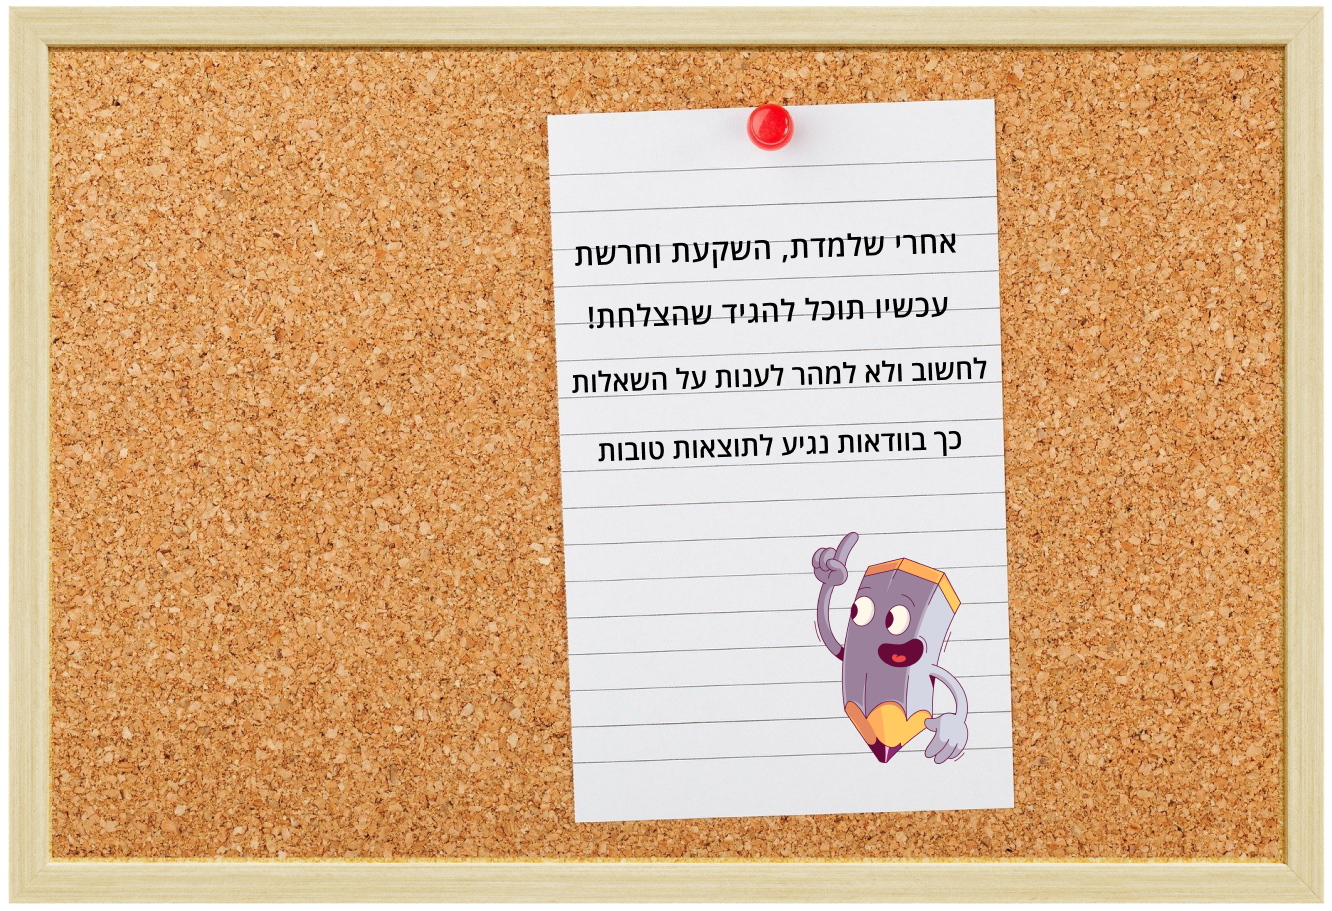 אחרי שלמדת, השקעת וחרשת
עכשיו תוכל להגיד שהצלחת!
לחשוב ולא למהר לענות על השאלות
כך בוודאות נגיע לתוצאות טובות